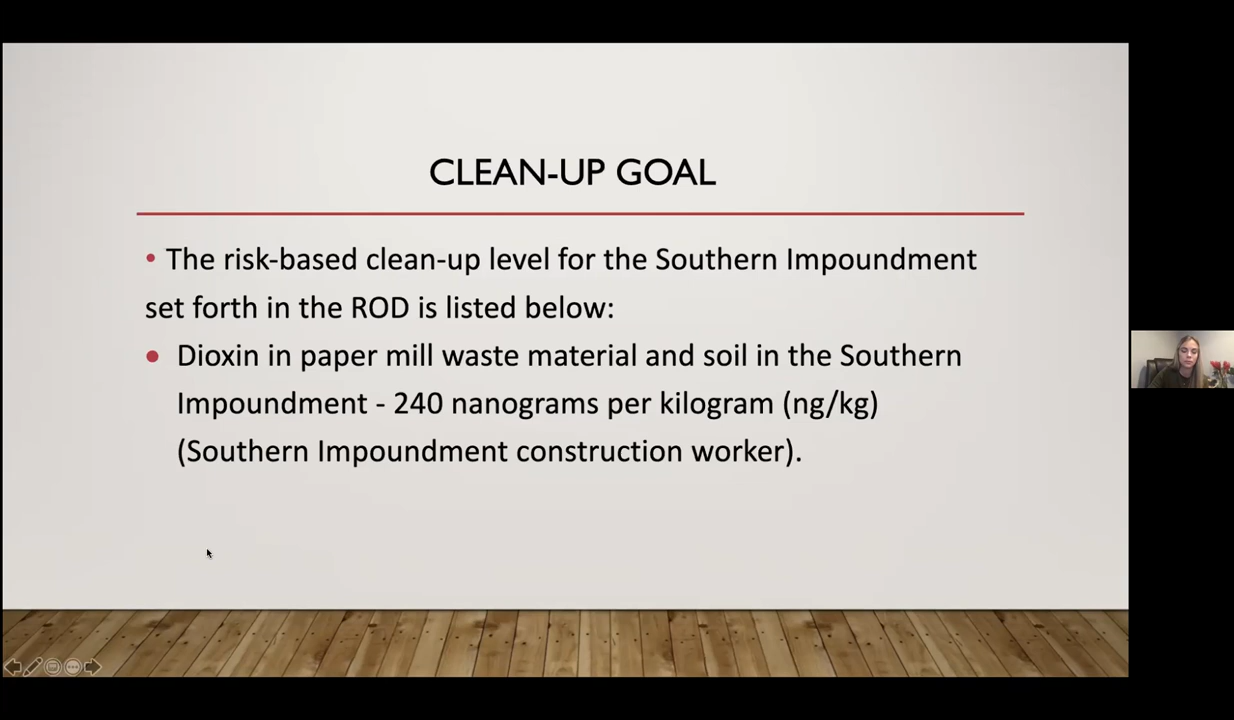 CLEAN-UP GOAL
• The risk-based clean-up level for the Southern Impoundment
set forth in the ROD is listed below:
• Dioxin in paper mill waste material and soil in the Southern
Impoundment - 240 nanograms per kilogram (ng/kg)
(Southern Impoundment construction worker).